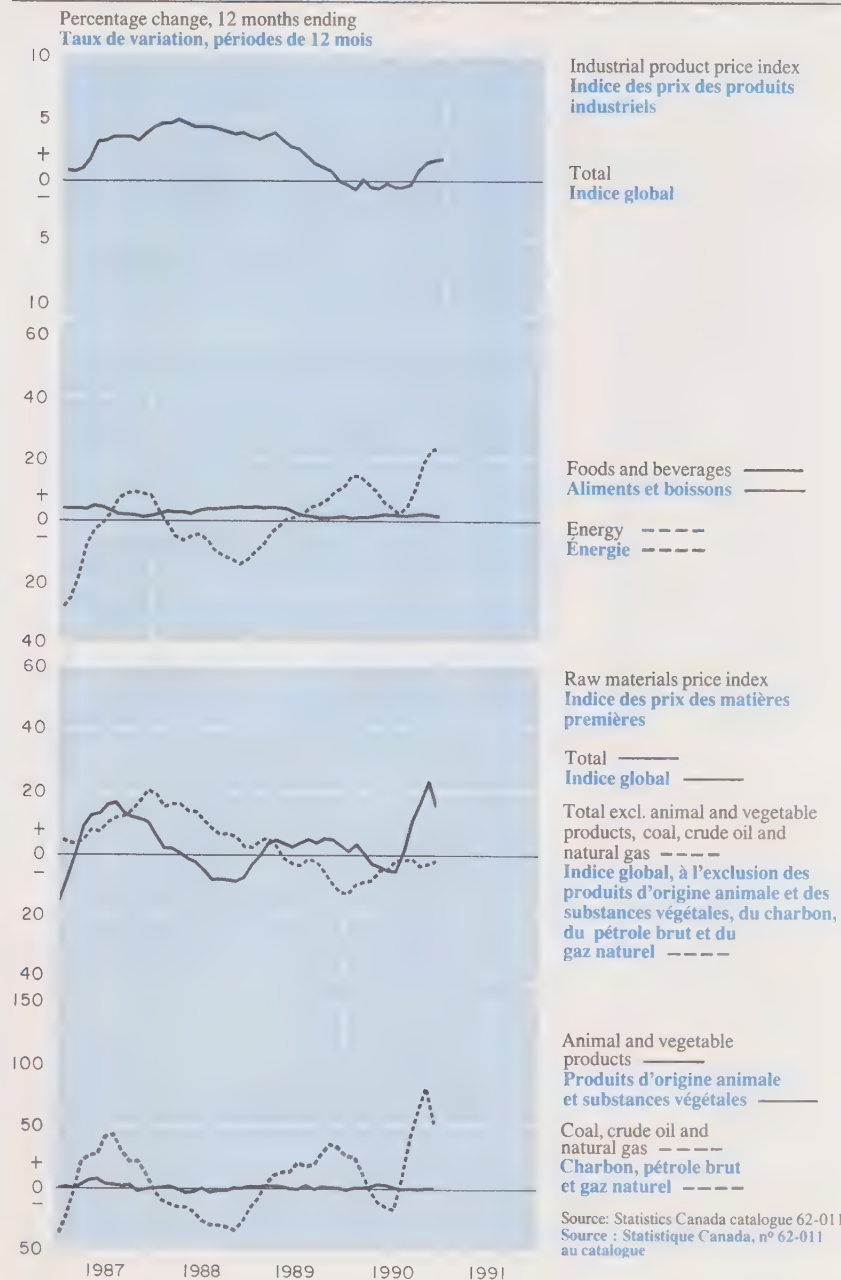 Percentage change, 12 months ending
Taux de variation, périodes de 12 mois
10
5
+
0
−
5
10
Industrial product price index
Indice des prix des produits
industriels
Total
Indice global
60
40
20
+
0
−
20
40
Foods and beverages
Aliments et boissons
Energy
Énergie
60
40
20
+
0
−
20
40
Raw materials price index
Indice des prix des matières
premières
Total
Indice global
Total excl. animal and vegetable
products, coal, crude oil and
natural gas
Indice global, à l'exclusion des
produits d'origine animale et des
substances végétales, du charbon,
du pétrole brut et du
gaz naturel
150
100
50
+
0
−
50
Animal and vegetable
products
Produits d'origine animale
et substances végétales
Coal, crude oil and
natural gas
Charbon, pétrole brut
et gaz naturel
Source: Statistics Canada catalogue 62-011
Source : Statistique Canada, nº 62-011
au catalogue
1987 1988 1989 1990 1991